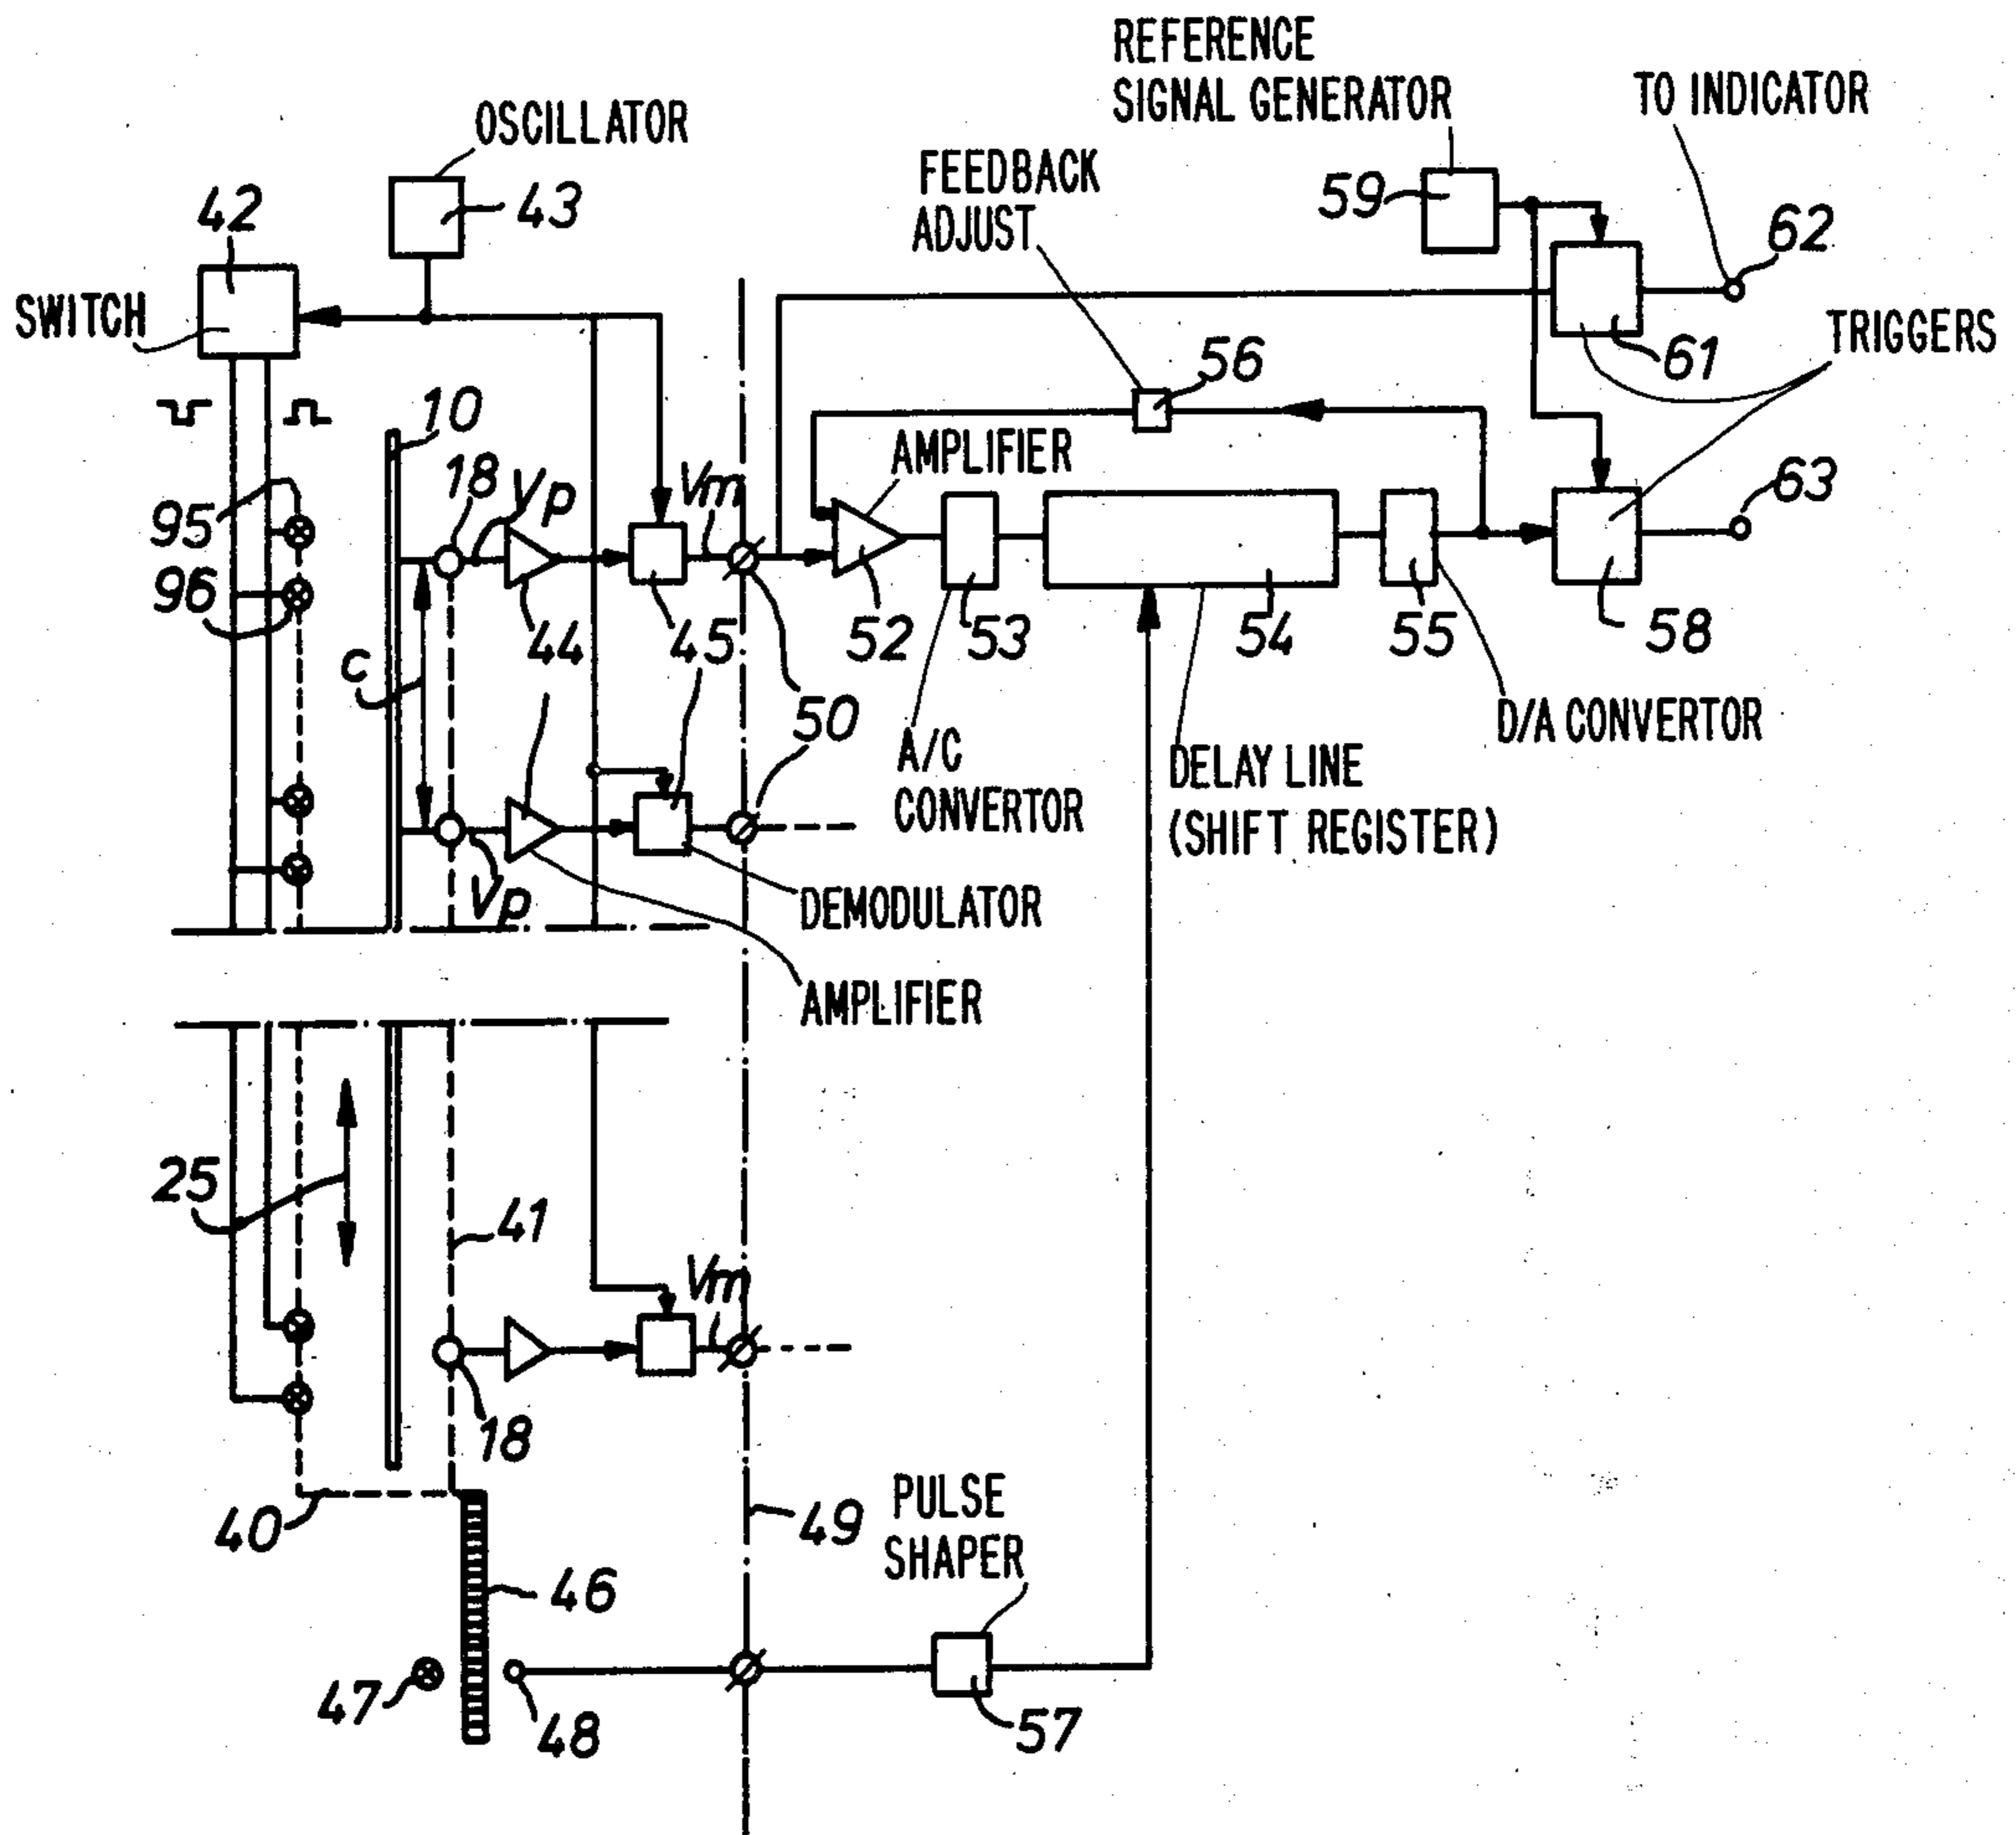 REFERENCE
SIGNAL GENERATOR
TO INDICATOR
OSCILLATOR
FEEDBACK
ADJUST
42
43
59
62
SWITCH
56
61
TRIGGERS
10
AMPLIFIER
18
Vp
Vm
63
95
96
44
45
52
53
54
55
58
c
50
D/A CONVERTOR
A/C
CONVERTOR
DELAY LINE
(SHIFT REGISTER)
Vp
DEMODULATOR
AMPLIFIER
25
41
Vm
18
40
49
PULSE
SHAPER
46
47
48
57